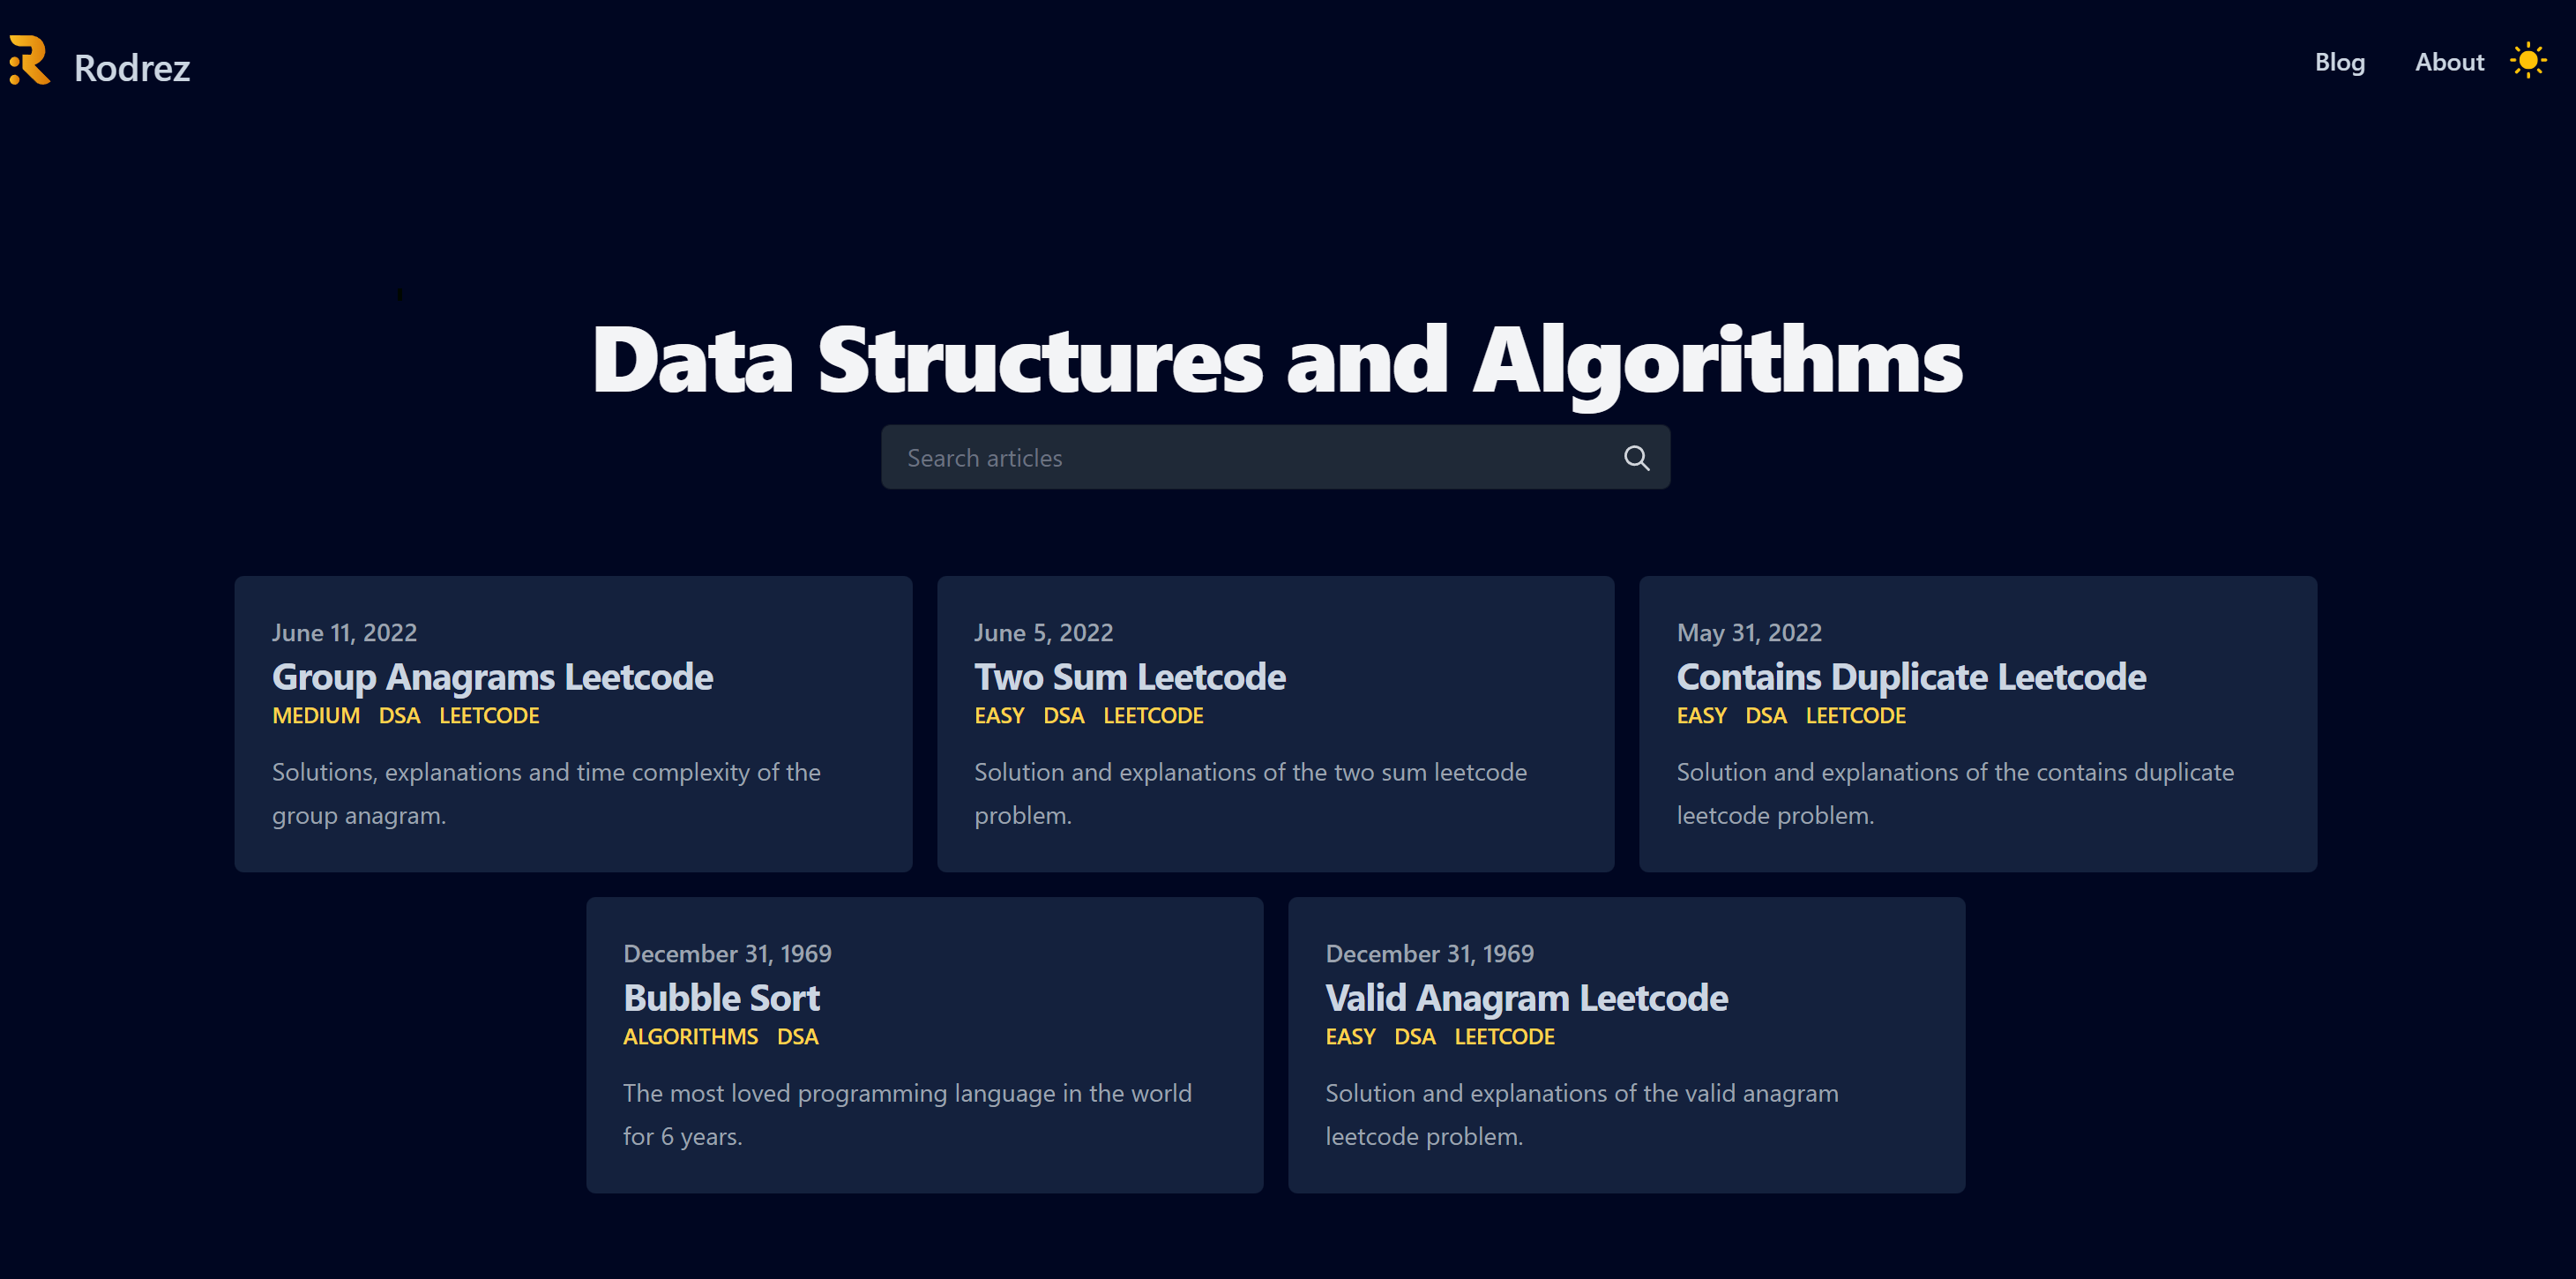 Rodrez
Blog About
Data Structures and Algorithms
Search articles
June 11, 2022
Group Anagrams Leetcode
MEDIUM DSA LEETCODE
Solutions, explanations and time complexity of the
group anagram.
June 5, 2022
Two Sum Leetcode
EASY DSA LEETCODE
Solution and explanations of the two sum leetcode
problem.
May 31, 2022
Contains Duplicate Leetcode
EASY DSA LEETCODE
Solution and explanations of the contains duplicate
leetcode problem.
December 31, 1969
Bubble Sort
ALGORITHMS DSA
The most loved programming language in the world
for 6 years.
December 31, 1969
Valid Anagram Leetcode
EASY DSA LEETCODE
Solution and explanations of the valid anagram
leetcode problem.